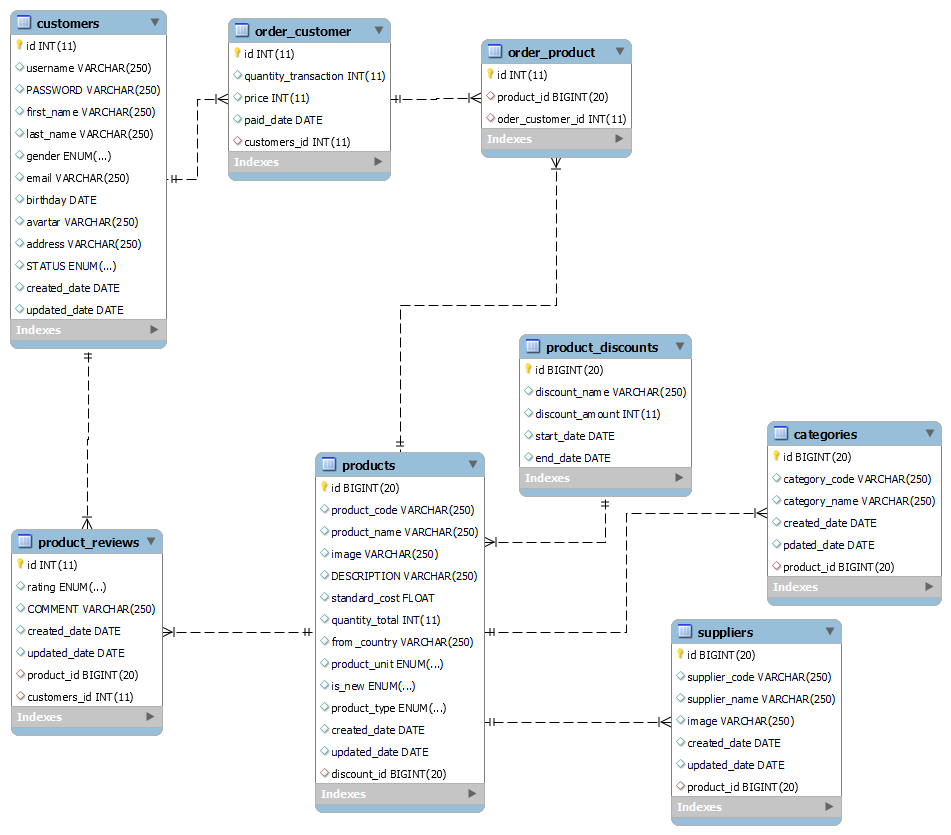 customers
id INT(11)
username VARCHAR(250)
PASSWORD VARCHAR(250)
first_name VARCHAR(250)
last_name VARCHAR(250)
gender ENUM(...)
email VARCHAR(250)
birthday DATE
avartar VARCHAR(250)
address VARCHAR(250)
STATUS ENUM(...)
created_date DATE
updated_date DATE
Indexes
order_customer
id INT(11)
quantity_transaction INT(11)
price INT(11)
paid_date DATE
customers_id INT(11)
Indexes
order_product
id INT(11)
product_id BIGINT(20)
oder_customer_id INT(11)
Indexes
product_discounts
id BIGINT(20)
discount_name VARCHAR(250)
discount_amount INT(11)
start_date DATE
end_date DATE
Indexes
categories
id BIGINT(20)
category_code VARCHAR(250)
category_name VARCHAR(250)
created_date DATE
pdated_date DATE
product_id BIGINT(20)
Indexes
products
id BIGINT(20)
product_code VARCHAR(250)
product_name VARCHAR(250)
image VARCHAR(250)
DESCRIPTION VARCHAR(250)
standard_cost FLOAT
quantity_total INT(11)
from_country VARCHAR(250)
product_unit ENUM(...)
is_new ENUM(...)
product_type ENUM(...)
created_date DATE
updated_date DATE
discount_id BIGINT(20)
Indexes
product_reviews
id INT(11)
rating ENUM(...)
COMMENT VARCHAR(250)
created_date DATE
updated_date DATE
product_id BIGINT(20)
customers_id INT(11)
Indexes
suppliers
id BIGINT(20)
supplier_code VARCHAR(250)
supplier_name VARCHAR(250)
image VARCHAR(250)
created_date DATE
updated_date DATE
product_id BIGINT(20)
Indexes